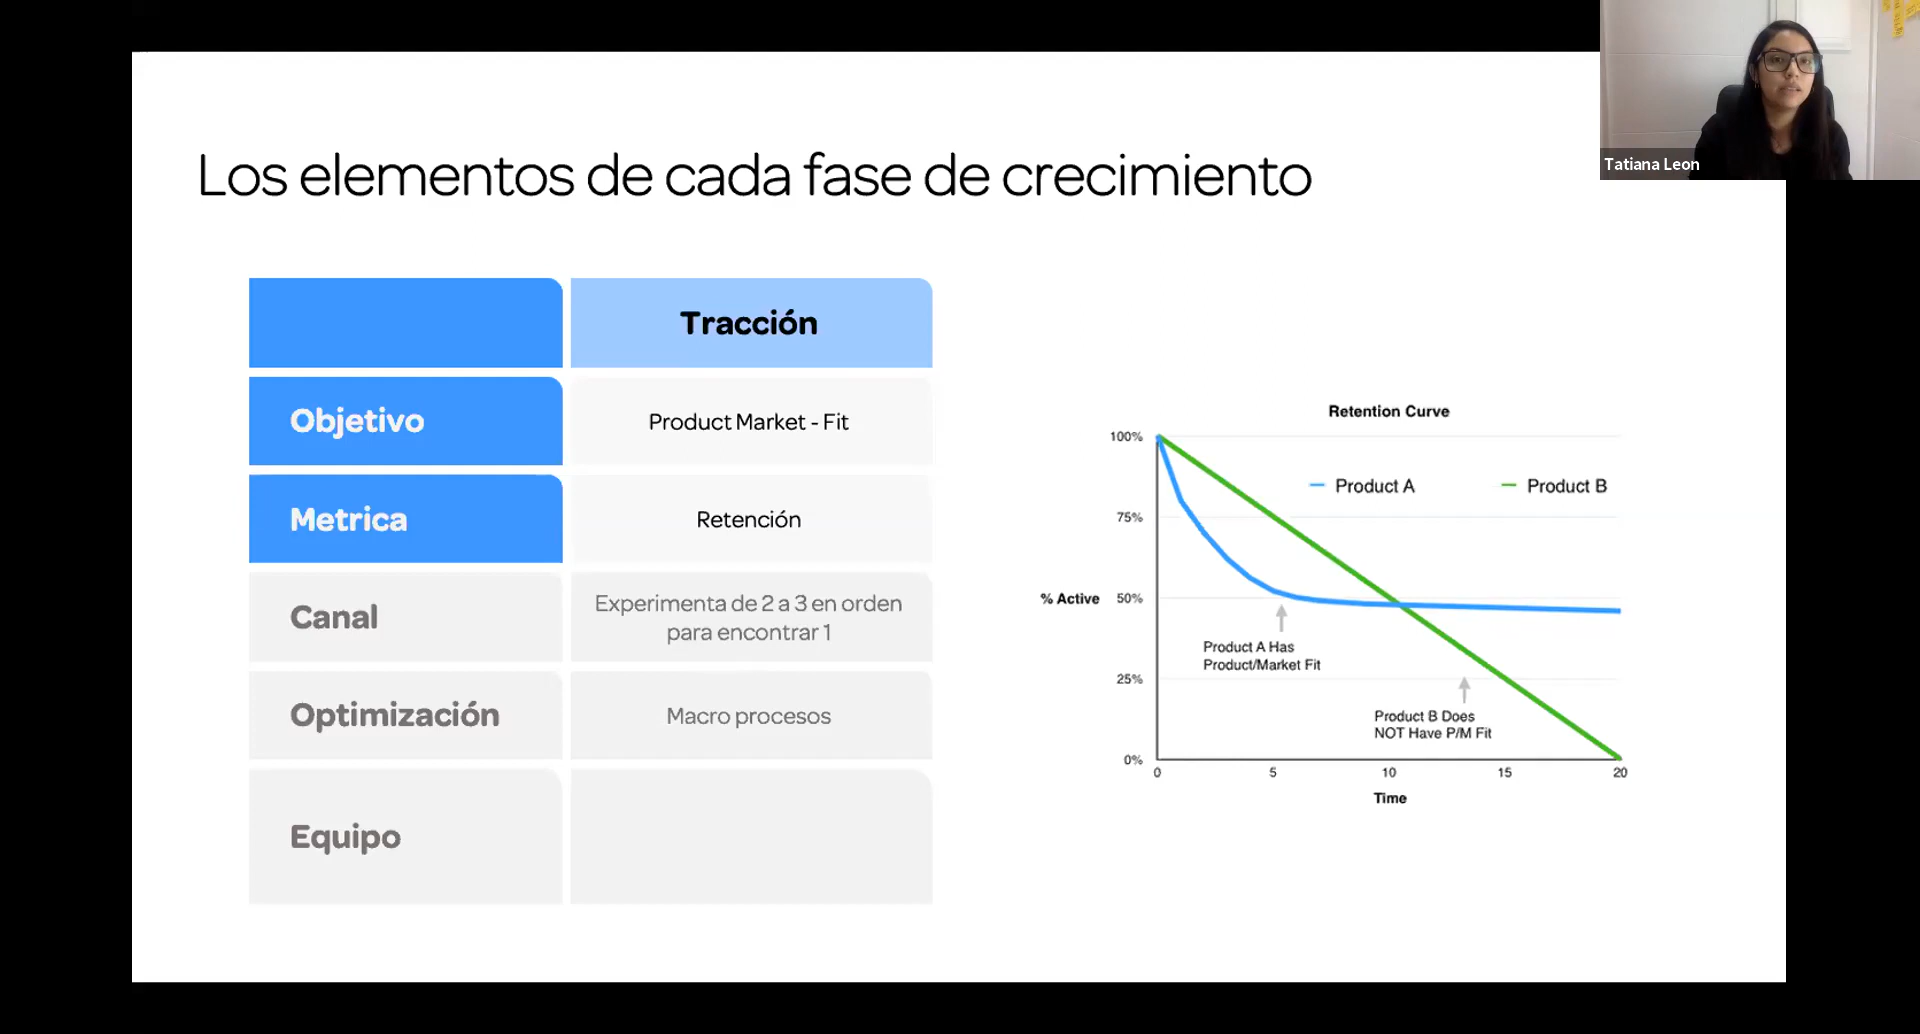 Los elementos de cada fase de crecimiento
Tatiana Leon
Tracción
Objetivo
Product Market - Fit
Metrica
Retención
Canal
Experimenta de 2 a 3 en orden
para encontrar 1
Optimización
Macro procesos
Equipo
Retention Curve
100%
Product A
Product B
75%
% Active
50%
Product A Has
Product/Market Fit
25%
Product B Does
NOT Have P/M Fit
0%
0
5
10
15
20
Time